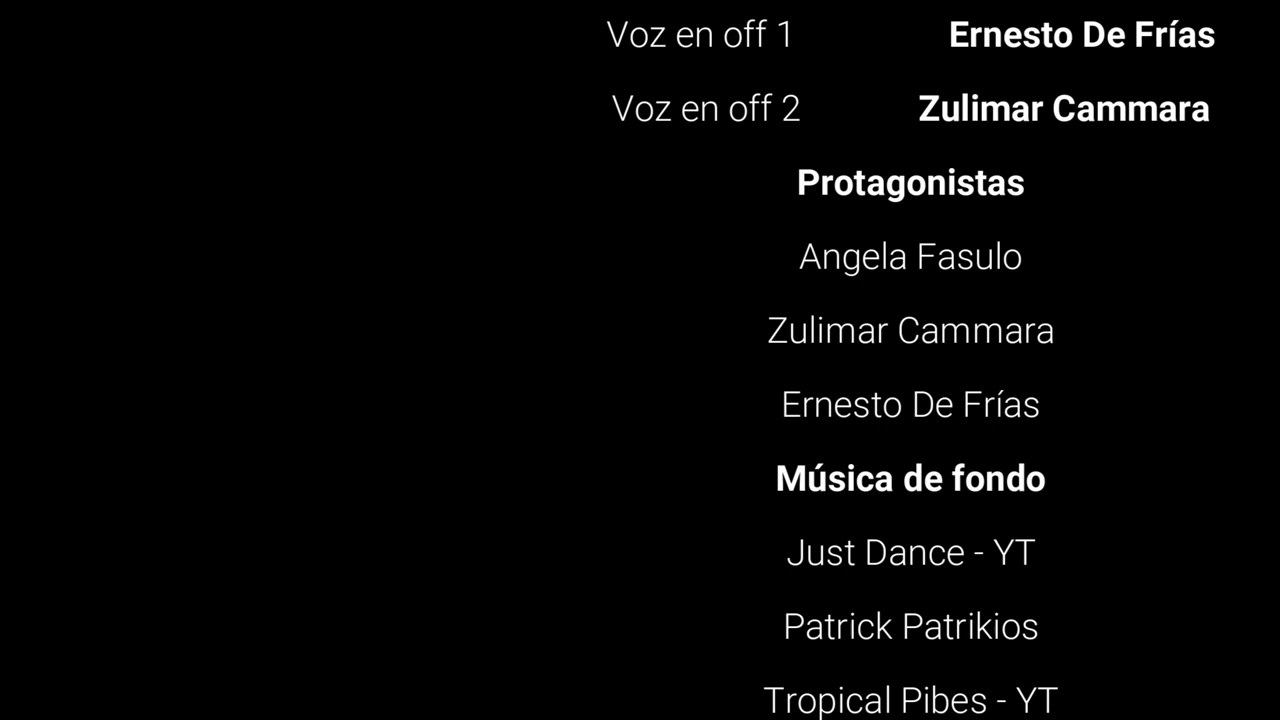 Voz en off 1 Ernesto De Frías
Voz en off 2 Zulimar Cammara
Protagonistas
Angela Fasulo
Zulimar Cammara
Ernesto De Frías
Música de fondo
Just Dance - YT
Patrick Patrikios
Tropical Pibes - YT